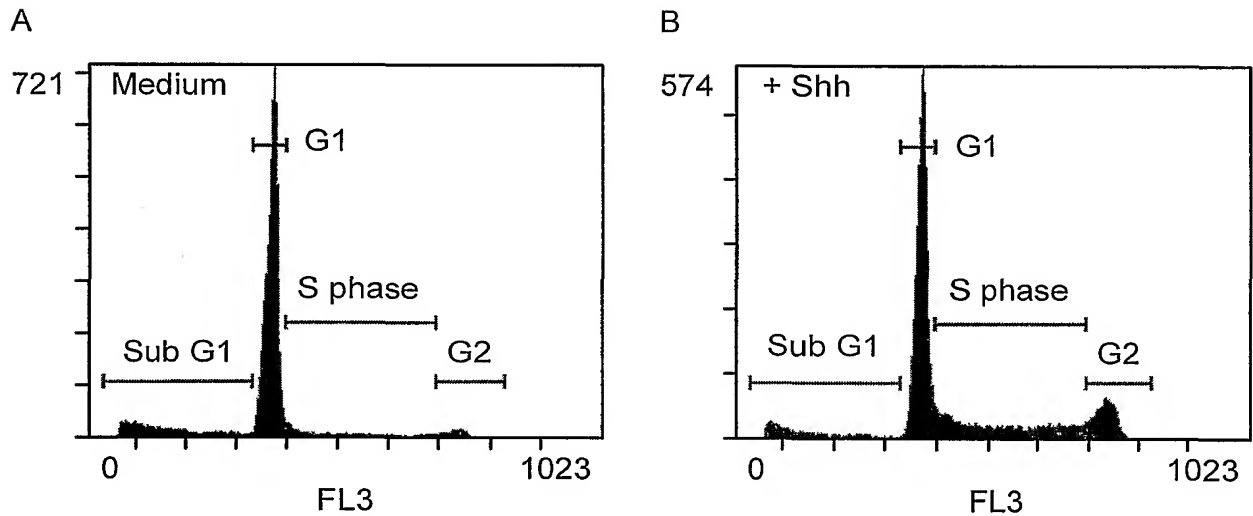 A
721
Medium
G1
S phase
Sub G1
G2
0
1023
FL3
B
574
+ Shh
G1
S phase
Sub G1
G2
0
1023
FL3